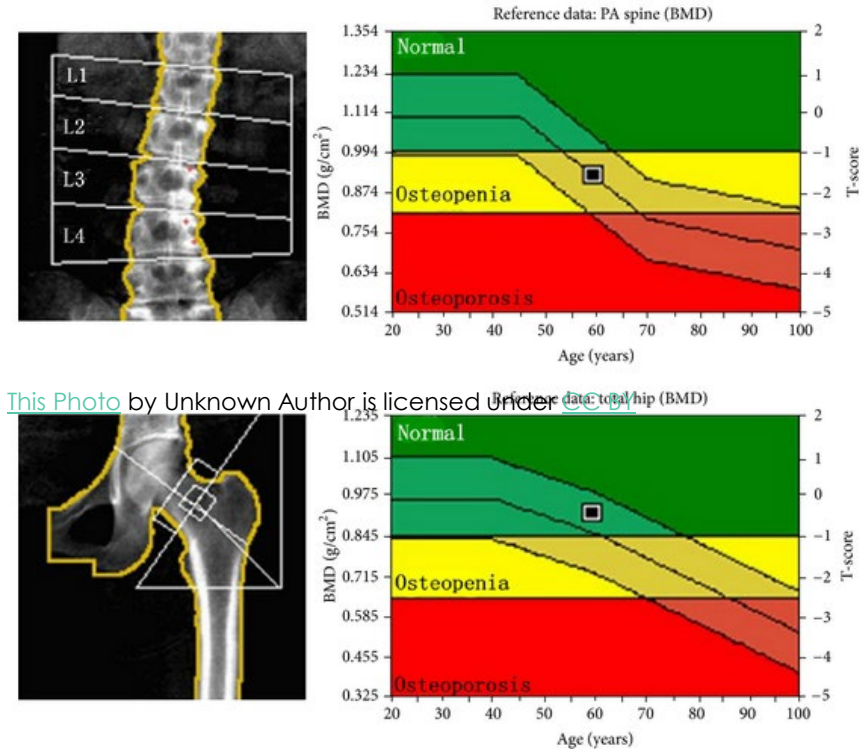 Reference data: PA spine (BMD)
L1
L2
L3
L4
BMD (g/cm²)
1.354
1.234
1.114
0.994
0.874
0.754
0.634
0.514
Normal
Osteopenia
Osteoporosis
2
1
0
−1
−2
−3
−4
−5
T-score
20 30 40 50 60 70 80 90 100
Age (years)
This Photo by Unknown Author is licensed under CC BY
Reference data: total hip (BMD)
BMD (g/cm²)
1.235
1.105
0.975
0.845
0.715
0.585
0.455
0.325
Normal
Osteopenia
Osteoporosis
2
1
0
−1
−2
−3
−4
−5
T-score
20 30 40 50 60 70 80 90 100
Age (years)